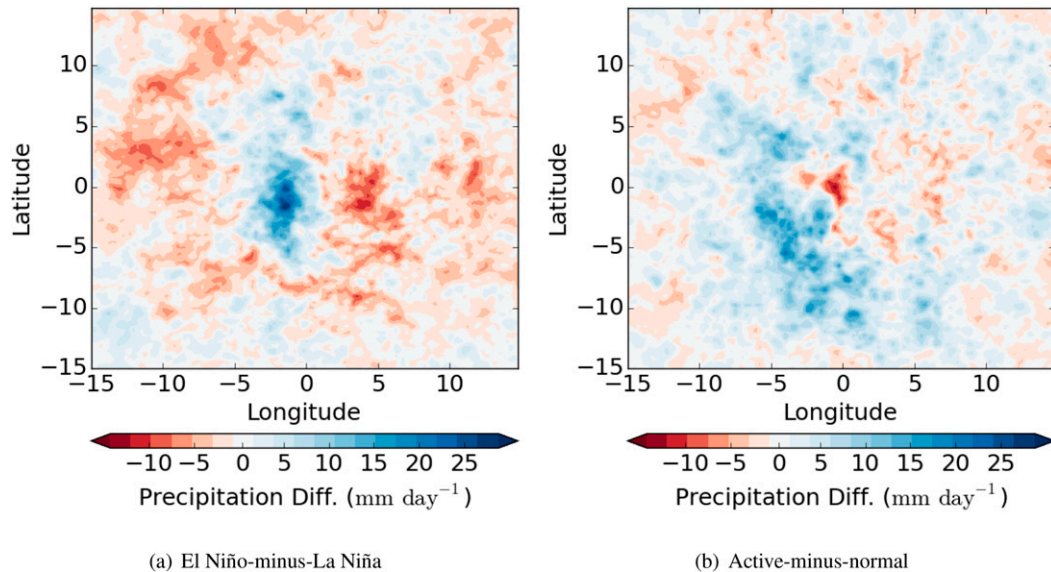 10
5
0
−5
−10
−15
Latitude
−15 −10 −5 0 5 10
Longitude
−10 −5 0 5 10 15 20 25
Precipitation Diff. (mm day⁻¹)
(a) El Niño-minus-La Niña
10
5
0
−5
−10
−15
Latitude
−15 −10 −5 0 5 10
Longitude
−10 −5 0 5 10 15 20 25
Precipitation Diff. (mm day⁻¹)
(b) Active-minus-normal